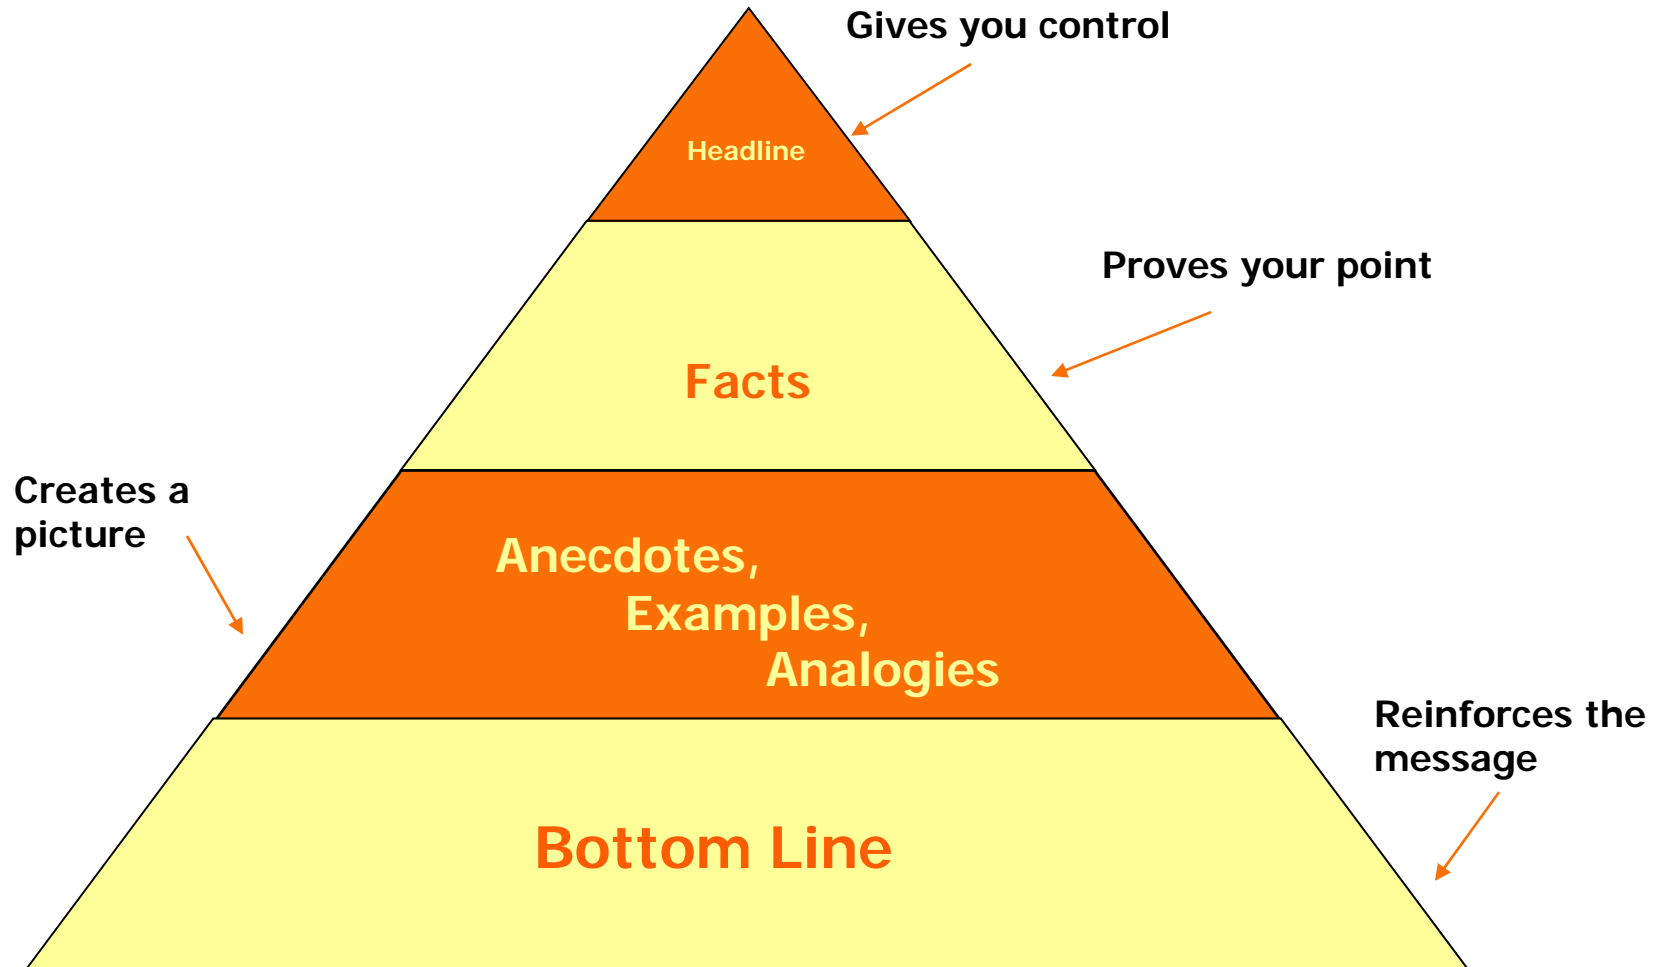 Gives you control
Headline
Proves your point
Facts
Creates a
picture
Anecdotes,
Examples,
Analogies
Reinforces the
message
Bottom Line